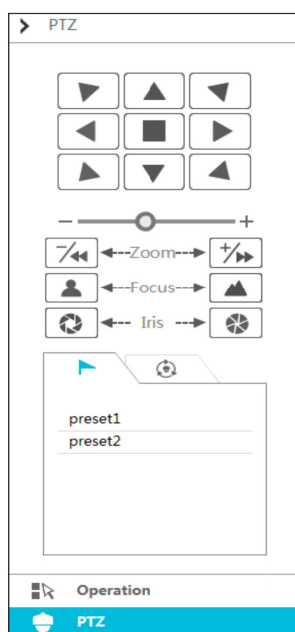 PTZ
Zoom
Focus
Iris
preset1
preset2
Operation
PTZ